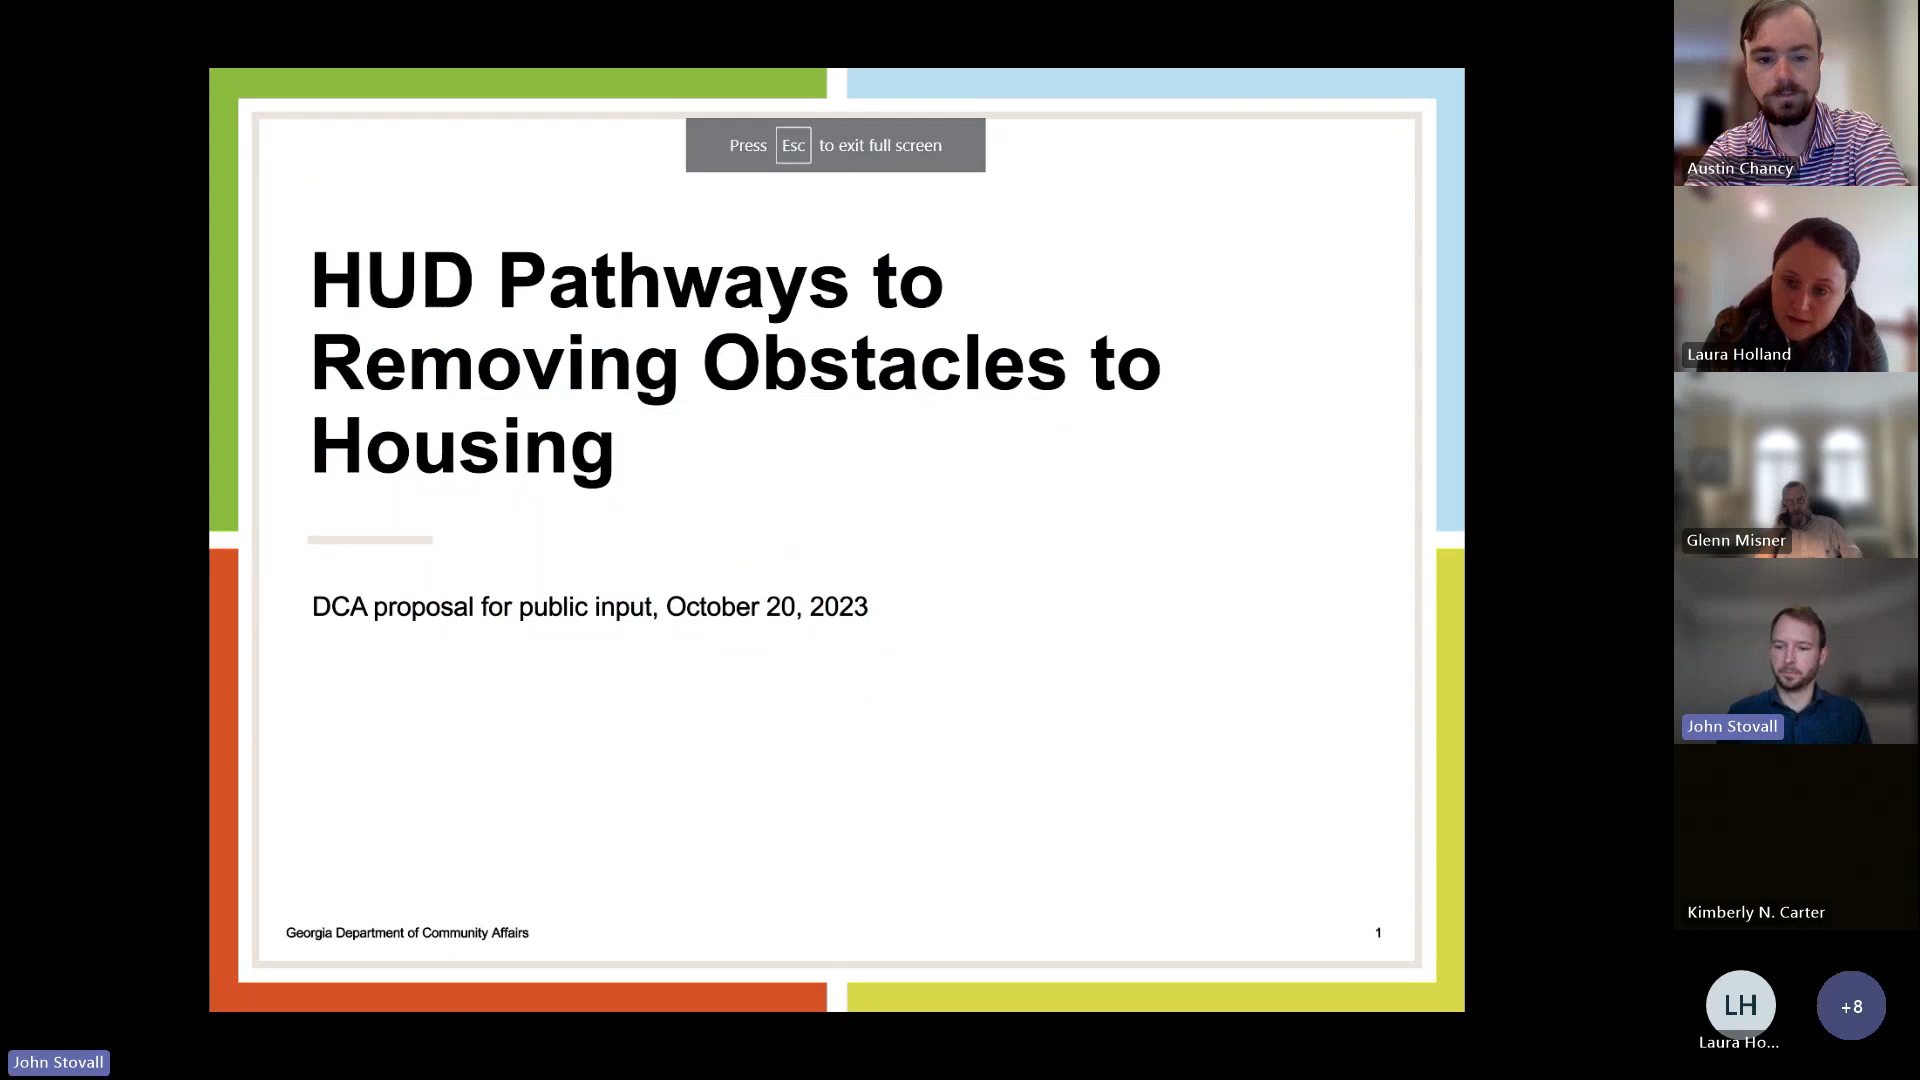 Press Esc to exit full screen
HUD Pathways to
Removing Obstacles to
Housing
DCA proposal for public input, October 20, 2023
Georgia Department of Community Affairs
1
Austin Chancy
Laura Holland
Glenn Misner
John Stovall
Kimberly N. Carter
LH
+8
Laura Ho...
John Stovall